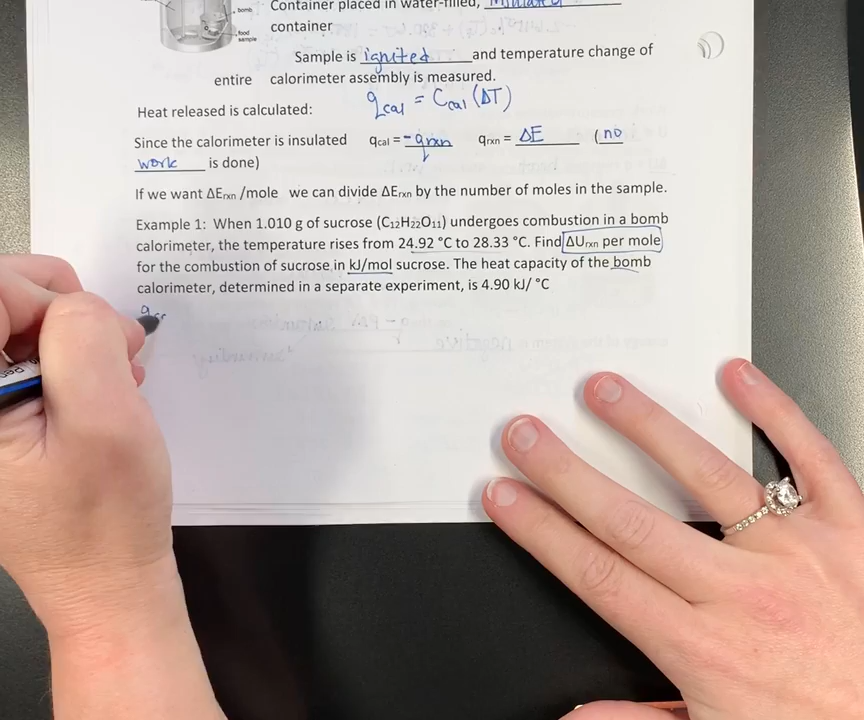 Container placed in water-filled, insulated
bomb
container
food
sample
Sample is ignited and temperature change of
entire calorimeter assembly is measured.
Heat released is calculated: qcal = Ccal (ΔT)
Since the calorimeter is insulated qcal = -qrxn qrxn = ΔE (no
work is done)
If we want ΔErxn /mole we can divide ΔErxn by the number of moles in the sample.
Example 1: When 1.010 g of sucrose (C12H22O11) undergoes combustion in a bomb
calorimeter, the temperature rises from 24.92 °C to 28.33 °C. Find ΔUrxn per mole
for the combustion of sucrose in kJ/mol sucrose. The heat capacity of the bomb
calorimeter, determined in a separate experiment, is 4.90 kJ/ °C